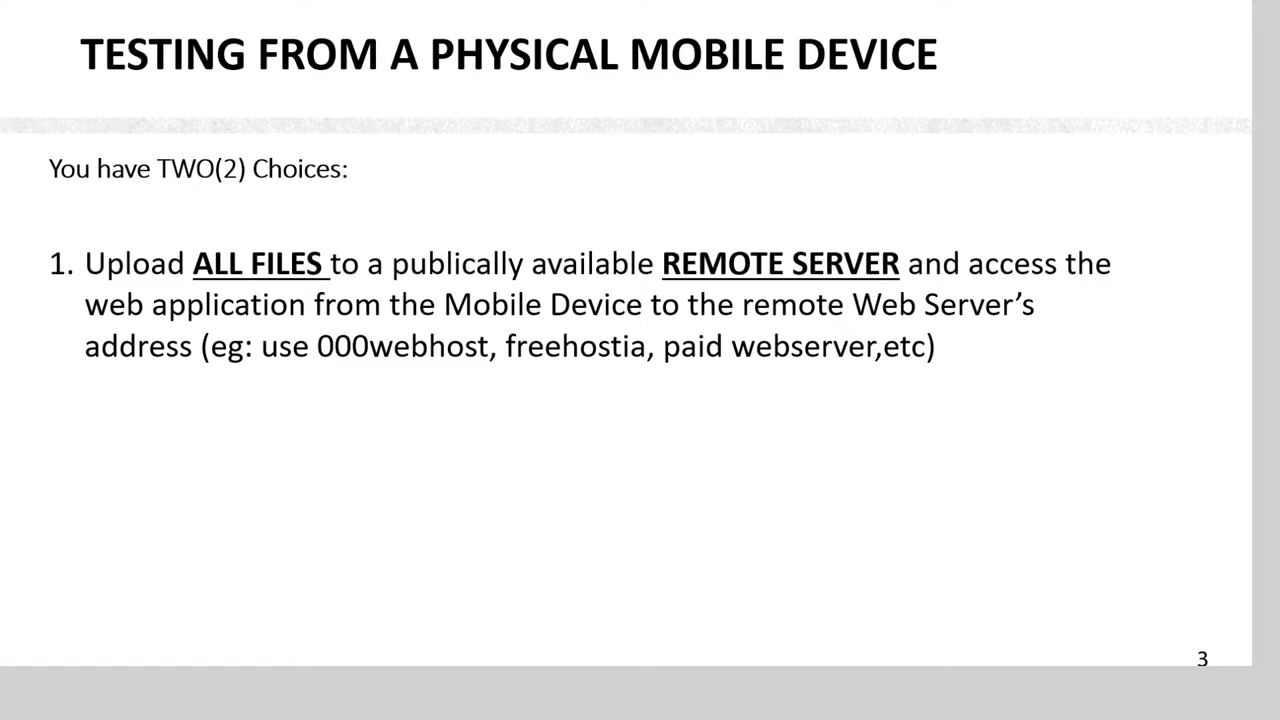 TESTING FROM A PHYSICAL MOBILE DEVICE
You have TWO(2) Choices:
1. Upload ALL FILES to a publically available REMOTE SERVER and access the
web application from the Mobile Device to the remote Web Server’s
address (eg: use 000webhost, freehostia, paid webserver,etc)
3